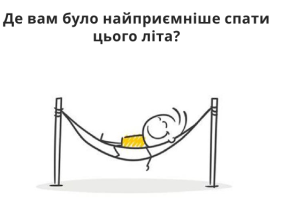 Де вам було найприємніше спати
цього літа?